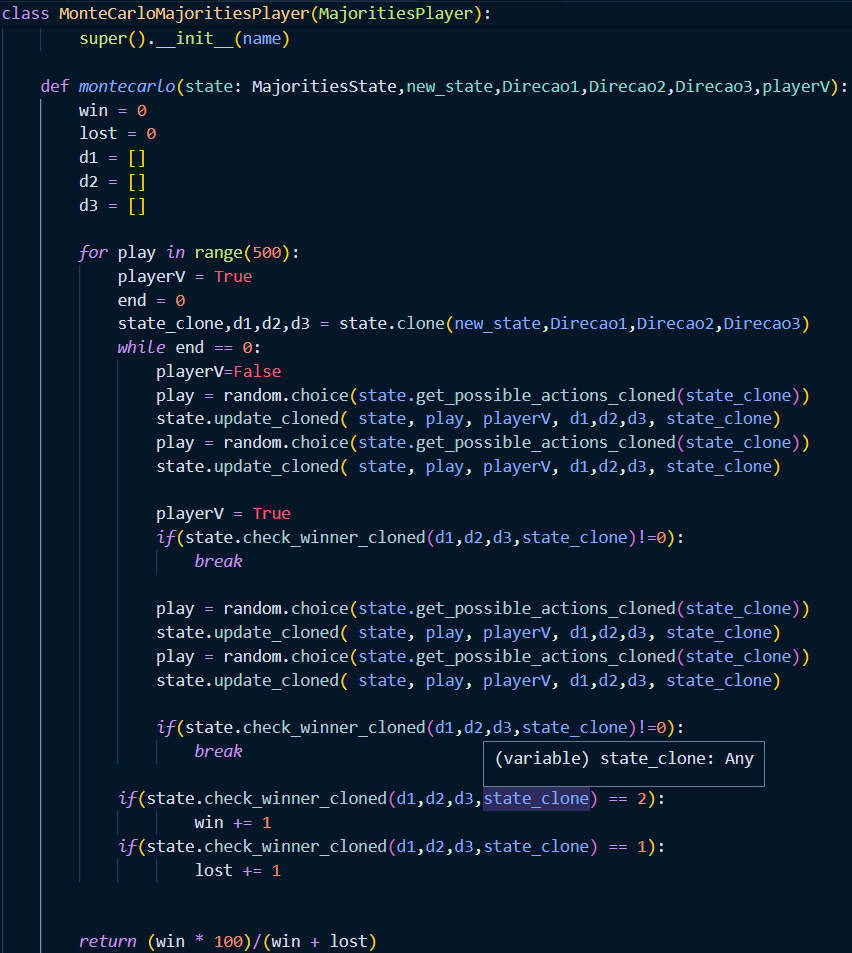 class MonteCarloMajoritiesPlayer(MajoritiesPlayer):
        super().__init__(name)

    def montecarlo(state: MajoritiesState,new_state,Direcao1,Direcao2,Direcao3,playerV):
        win = 0
        lost = 0
        d1 = []
        d2 = []
        d3 = []

        for play in range(500):
            playerV = True
            end = 0
            state_clone,d1,d2,d3 = state.clone(new_state,Direcao1,Direcao2,Direcao3)
            while end == 0:
                playerV=False
                play = random.choice(state.get_possible_actions_cloned(state_clone))
                state.update_cloned( state, play, playerV, d1,d2,d3, state_clone)
                play = random.choice(state.get_possible_actions_cloned(state_clone))
                state.update_cloned( state, play, playerV, d1,d2,d3, state_clone)

                playerV = True
                if(state.check_winner_cloned(d1,d2,d3,state_clone)!=0):
                    break

                play = random.choice(state.get_possible_actions_cloned(state_clone))
                state.update_cloned( state, play, playerV, d1,d2,d3, state_clone)
                play = random.choice(state.get_possible_actions_cloned(state_clone))
                state.update_cloned( state, play, playerV, d1,d2,d3, state_clone)

                if(state.check_winner_cloned(d1,d2,d3,state_clone)!=0):
                    break
(variable) state_clone: Any
            if(state.check_winner_cloned(d1,d2,d3,state_clone) == 2):
                    win += 1
            if(state.check_winner_cloned(d1,d2,d3,state_clone) == 1):
                    lost += 1

        return (win * 100)/(win + lost)